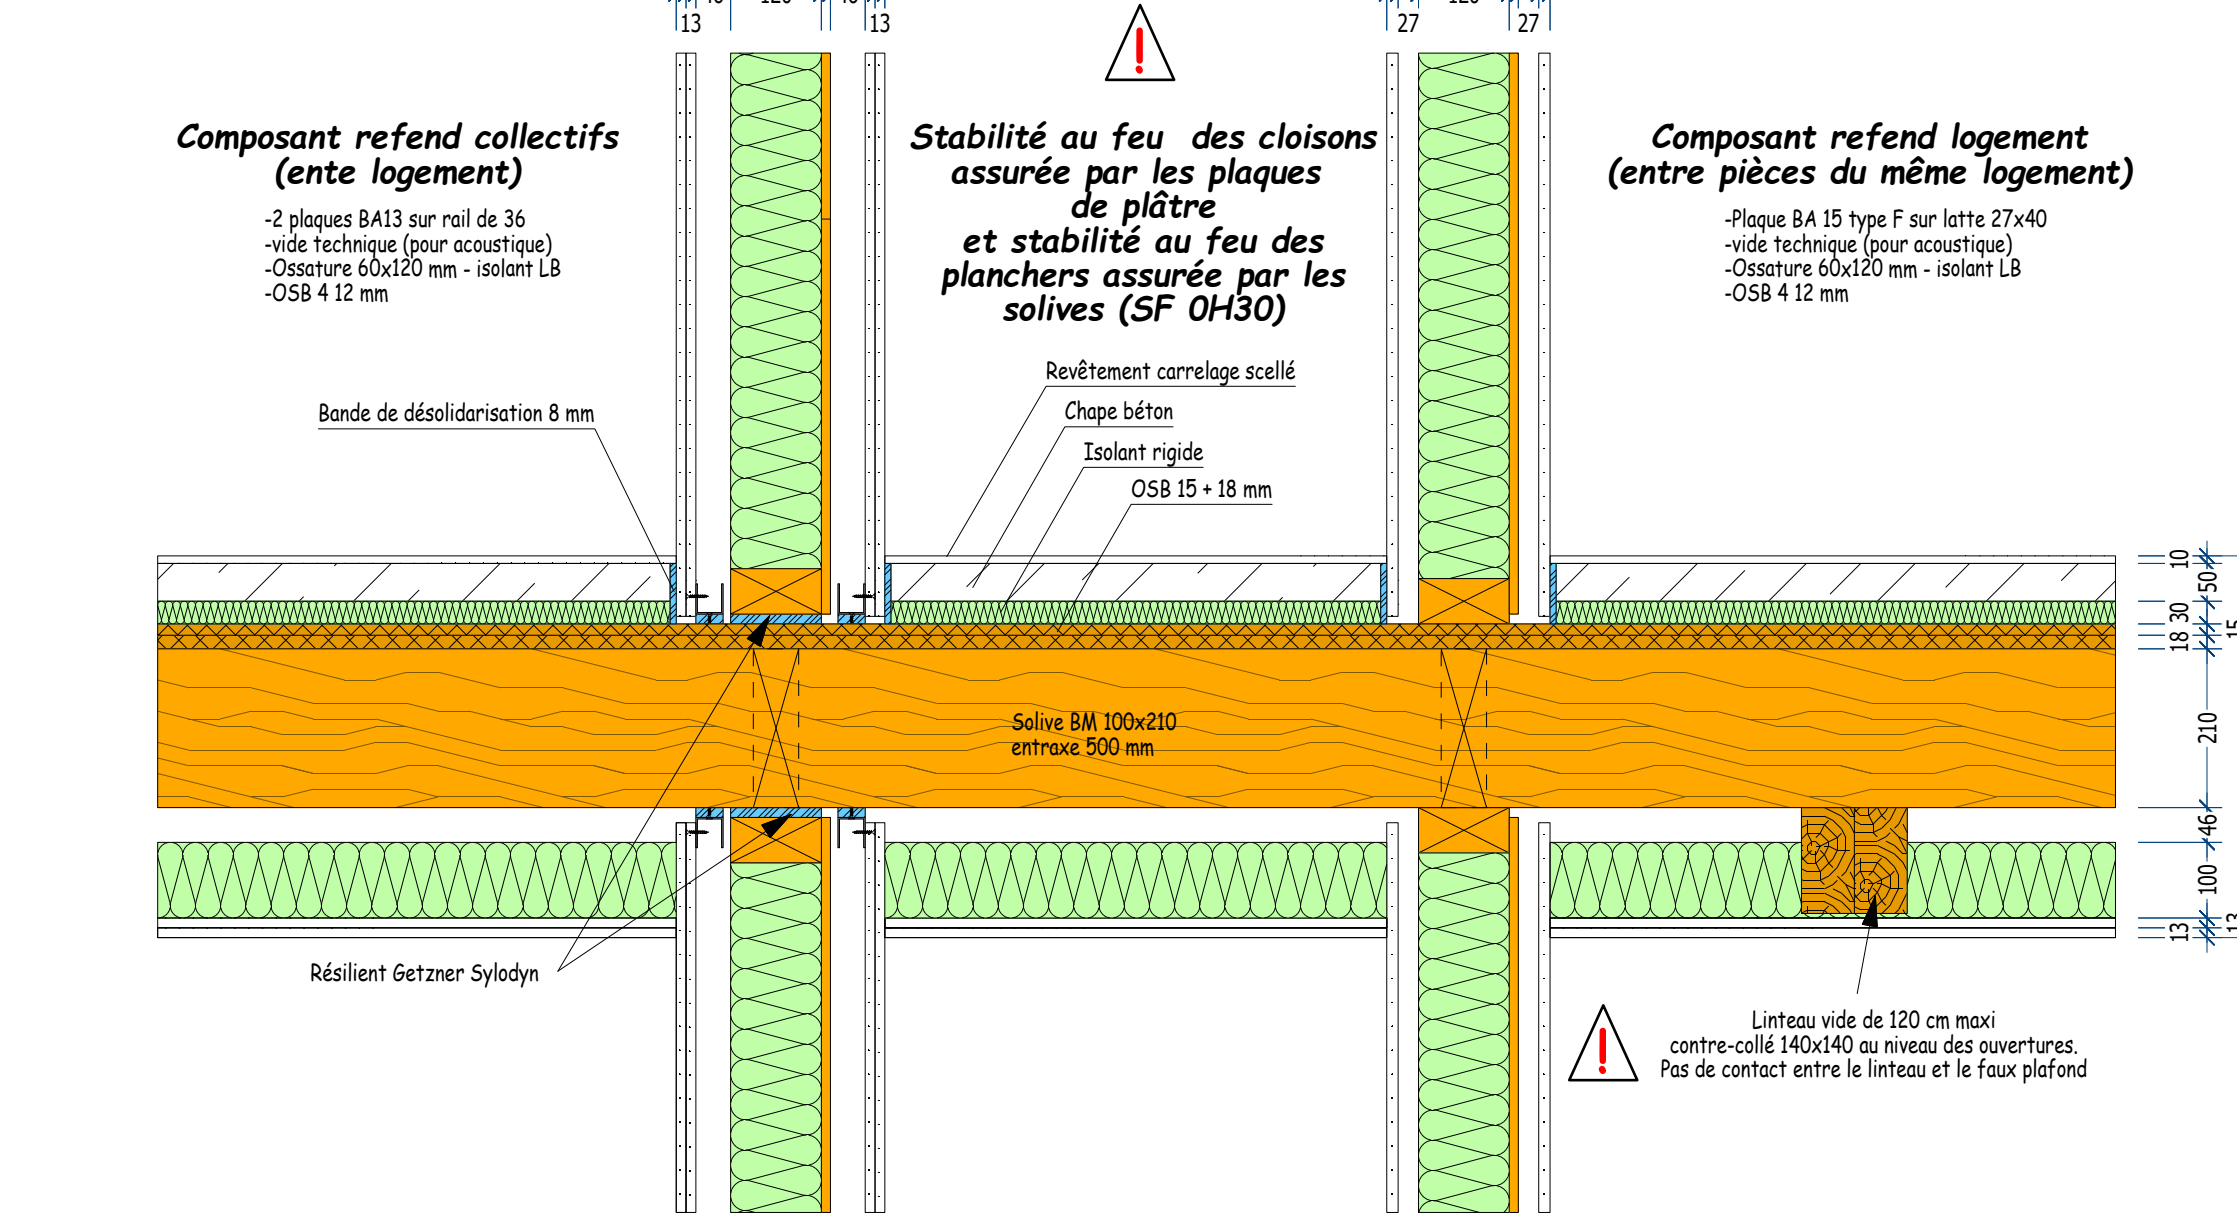 13
13
27
27
Composant refend collectifs
(ente logement)
-2 plaques BA13 sur rail de 36
-vide technique (pour acoustique)
-Ossature 60x120 mm - isolant LB
-OSB 4 12 mm
Stabilité au feu des cloisons
assurée par les plaques
de plâtre
et stabilité au feu des
planchers assurée par les
solives (SF 0H30)
Composant refend logement
(entre pièces du même logement)
-Plaque BA 15 type F sur latte 27x40
-vide technique (pour acoustique)
-Ossature 60x120 mm - isolant LB
-OSB 4 12 mm
Bande de désolidarisation 8 mm
Revêtement carrelage scellé
Chape béton
Isolant rigide
OSB 15 + 18 mm
Solive BM 100x210
entraxe 500 mm
Résilient Getzner Sylodyn
Linteau vide de 120 cm maxi
contre-collé 140x140 au niveau des ouvertures.
Pas de contact entre le linteau et le faux plafond
10
50
30
15
18
210
46
100
13
13